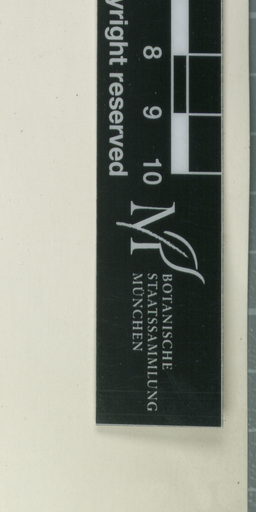 yright reserved
8 9 10
M
BOTANISCHE
STAATSSAMMLUNG
MÜNCHEN